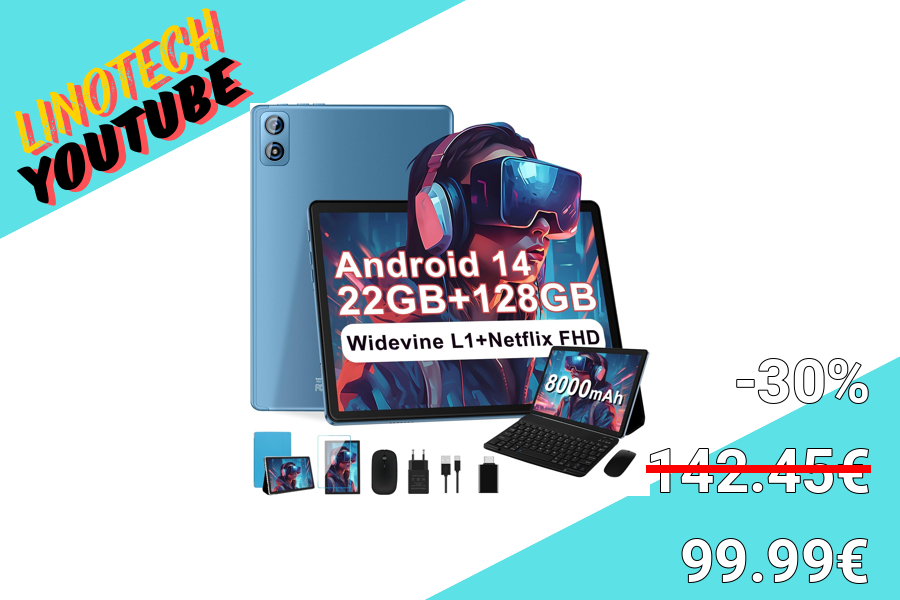 LINOTECH
YOUTUBE
Android 14
22GB+128GB
Widevine L1+Netflix FHD
8000mAh
-30%
142.45€
99.99€